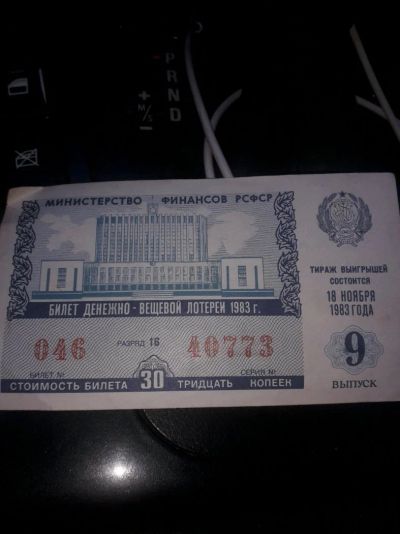 P
R
N
D
+
M/S
−
МИНИСТЕРСТВО ФИНАНСОВ РСФСР
БИЛЕТ ДЕНЕЖНО - ВЕЩЕВОЙ ЛОТЕРЕИ 1983 г.
046 РАЗРЯД 16 40773
БИЛЕТ № СЕРИЯ №
СТОИМОСТЬ БИЛЕТА 30 ТРИДЦАТЬ КОПЕЕК
ТИРАЖ ВЫИГРЫШЕЙ
СОСТОИТСЯ
18 НОЯБРЯ
1983 ГОДА
9
ВЫПУСК